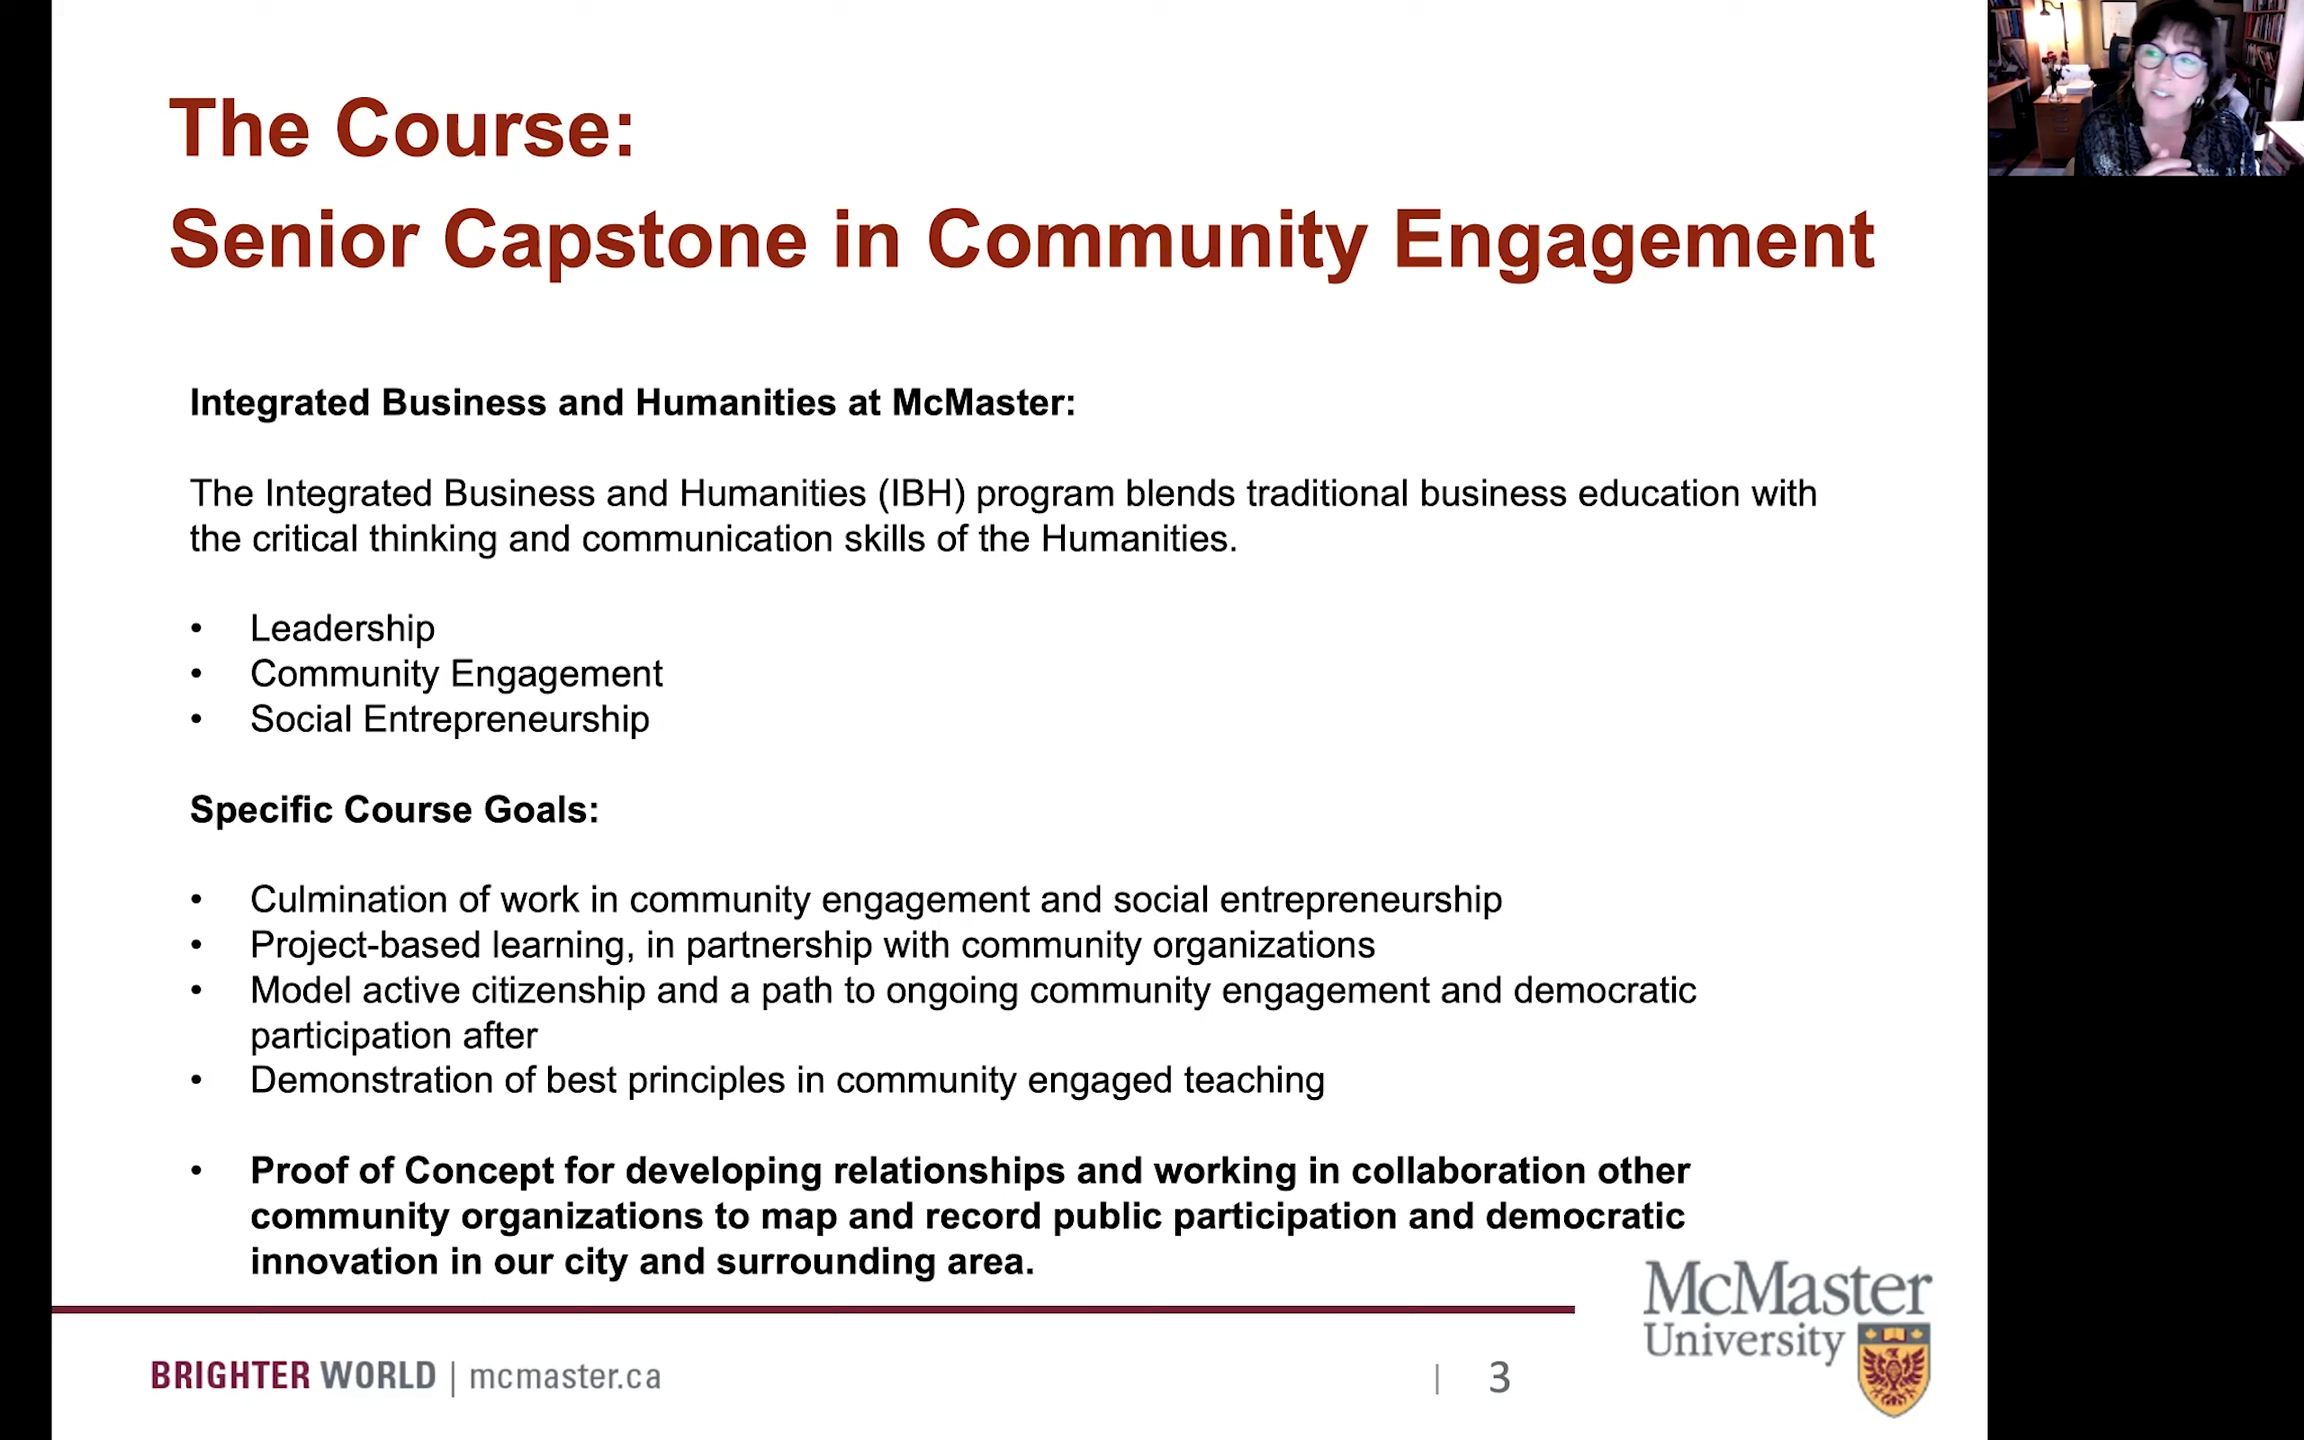 The Course:
Senior Capstone in Community Engagement
Integrated Business and Humanities at McMaster:
The Integrated Business and Humanities (IBH) program blends traditional business education with
the critical thinking and communication skills of the Humanities.
• Leadership
• Community Engagement
• Social Entrepreneurship
Specific Course Goals:
• Culmination of work in community engagement and social entrepreneurship
• Project-based learning, in partnership with community organizations
• Model active citizenship and a path to ongoing community engagement and democratic
participation after
• Demonstration of best principles in community engaged teaching
• Proof of Concept for developing relationships and working in collaboration other
community organizations to map and record public participation and democratic
innovation in our city and surrounding area.
McMaster
University
BRIGHTER WORLD | mcmaster.ca
| 3